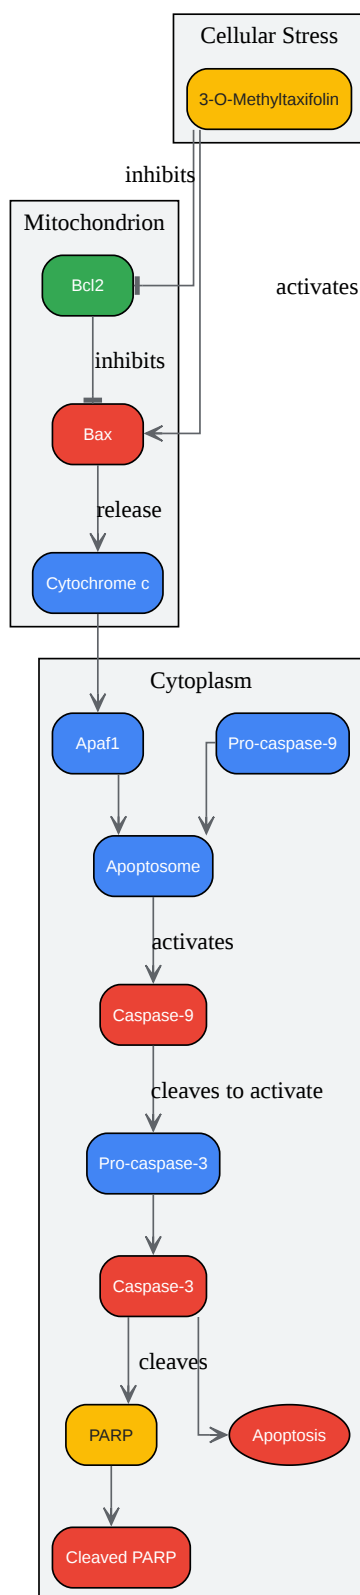 Cellular Stress
3-O-Methyltaxifolin
inhibits
Mitochondrion
Bcl2
activates
inhibits
Bax
release
Cytochrome c
Cytoplasm
Apaf1
Pro-caspase-9
Apoptosome
activates
Caspase-9
cleaves to activate
Pro-caspase-3
Caspase-3
cleaves
PARP
Apoptosis
Cleaved PARP